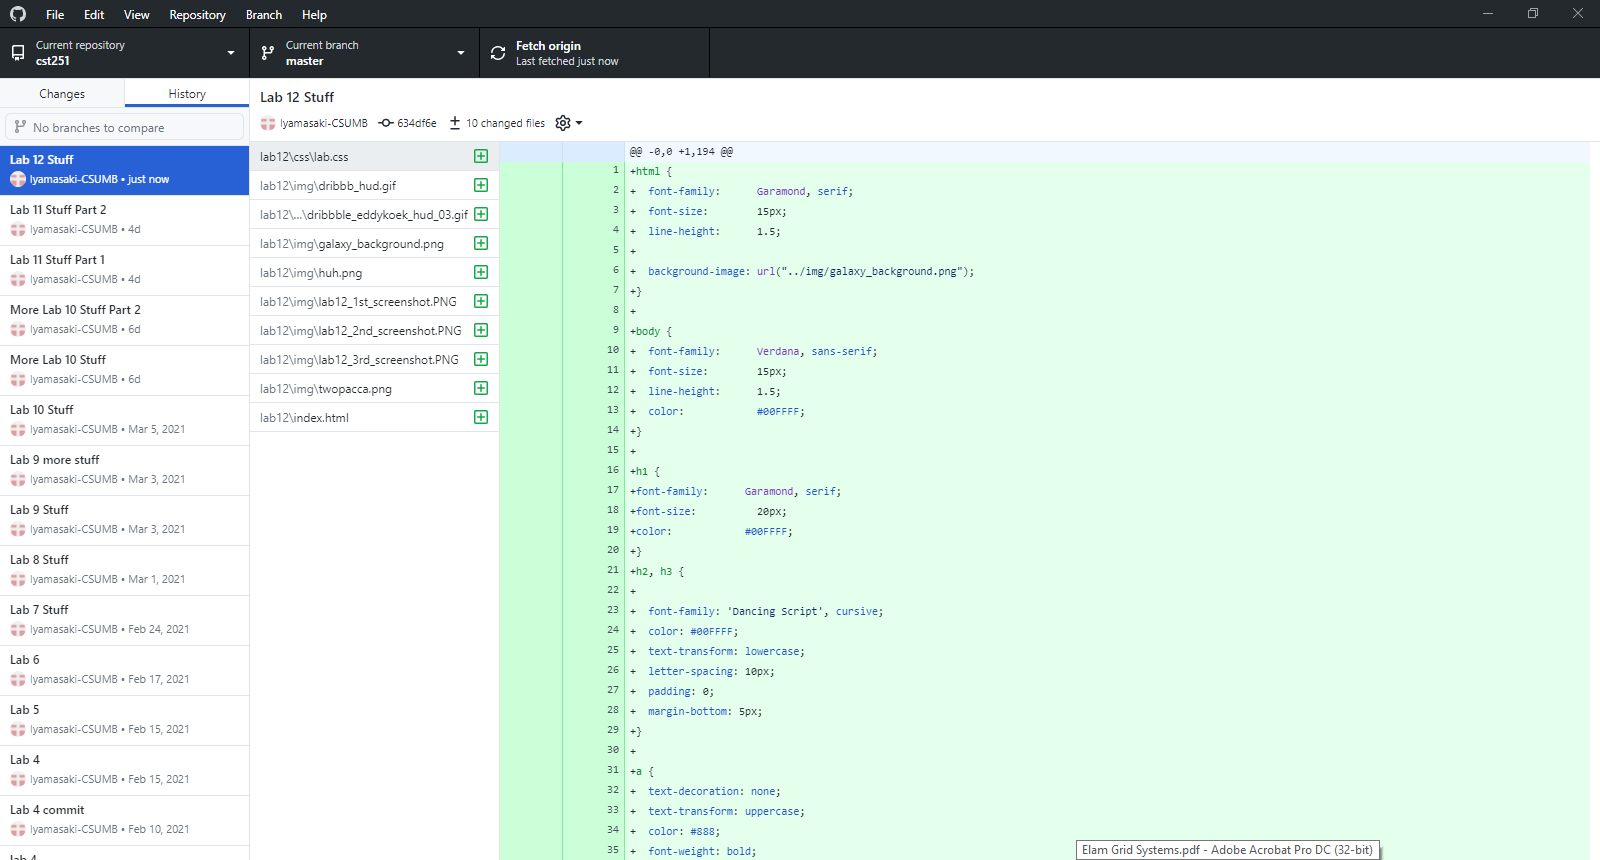 File Edit View Repository Branch Help
Current repository
cst251
Current branch
master
Fetch origin
Last fetched just now
Changes History
No branches to compare
Lab 12 Stuff
lyamasaki-CSUMB • just now
Lab 11 Stuff Part 2
lyamasaki-CSUMB • 4d
Lab 11 Stuff Part 1
lyamasaki-CSUMB • 4d
More Lab 10 Stuff Part 2
lyamasaki-CSUMB • 6d
More Lab 10 Stuff
lyamasaki-CSUMB • 6d
Lab 10 Stuff
lyamasaki-CSUMB • Mar 5, 2021
Lab 9 more stuff
lyamasaki-CSUMB • Mar 3, 2021
Lab 9 Stuff
lyamasaki-CSUMB • Mar 3, 2021
Lab 8 Stuff
lyamasaki-CSUMB • Mar 1, 2021
Lab 7 Stuff
lyamasaki-CSUMB • Feb 24, 2021
Lab 6
lyamasaki-CSUMB • Feb 17, 2021
Lab 5
lyamasaki-CSUMB • Feb 15, 2021
Lab 4
lyamasaki-CSUMB • Feb 15, 2021
Lab 4 commit
lyamasaki-CSUMB • Feb 10, 2021
lab 4
Lab 12 Stuff
lyamasaki-CSUMB 634df6e 10 changed files
lab12\css\lab.css
lab12\img\dribbb_hud.gif
lab12\...\dribbble_eddykoek_hud_03.gif
lab12\img\galaxy_background.png
lab12\img\huh.png
lab12\img\lab12_1st_screenshot.PNG
lab12\img\lab12_2nd_screenshot.PNG
lab12\img\lab12_3rd_screenshot.PNG
lab12\img\twopacca.png
lab12\index.html
@@ -0,0 +1,194 @@
1 +html {
2 +  font-family:      Garamond, serif;
3 +  font-size:        15px;
4 +  line-height:      1.5;
5 +
6 +  background-image: url("../img/galaxy_background.png");
7 +}
8 +
9 +body {
10 +  font-family:      Verdana, sans-serif;
11 +  font-size:        15px;
12 +  line-height:      1.5;
13 +  color:            #00FFFF;
14 +}
15 +
16 +h1 {
17 +font-family:      Garamond, serif;
18 +font-size:          20px;
19 +color:            #00FFFF;
20 +}
21 +h2, h3 {
22 +
23 +  font-family: 'Dancing Script', cursive;
24 +  color: #00FFFF;
25 +  text-transform: lowercase;
26 +  letter-spacing: 10px;
27 +  padding: 0;
28 +  margin-bottom: 5px;
29 +}
30 +
31 +a {
32 +  text-decoration: none;
33 +  text-transform: uppercase;
34 +  color: #888;
35 +  font-weight: bold;
Elam Grid Systems.pdf - Adobe Acrobat Pro DC (32-bit)